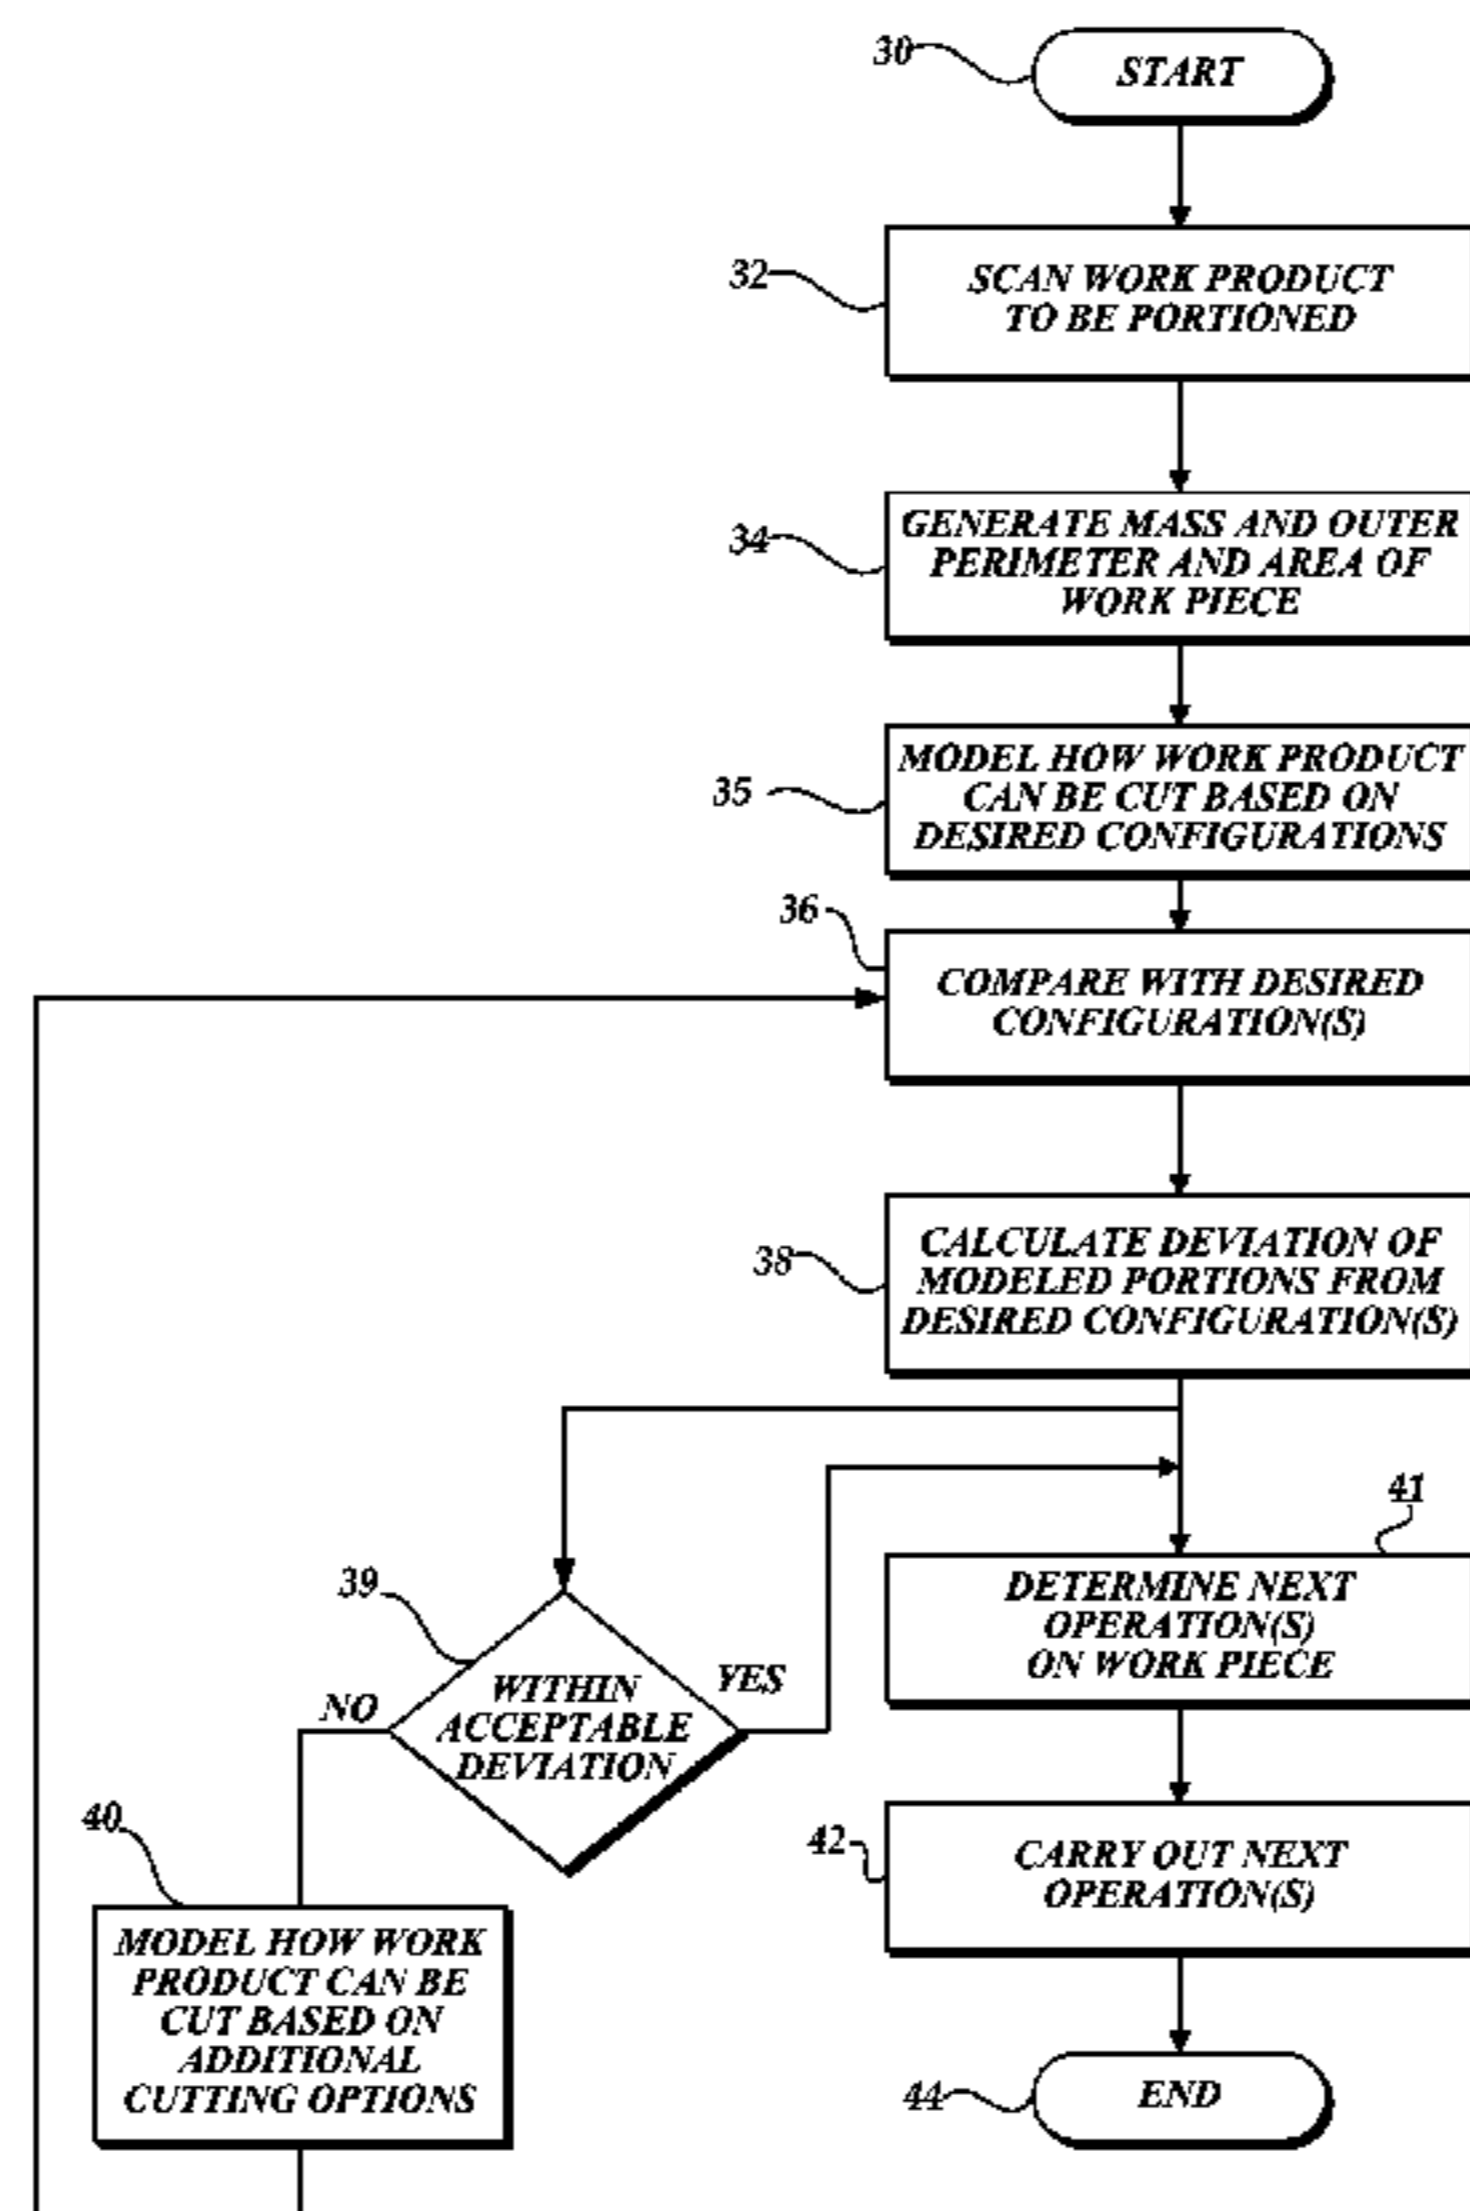 30
START
32
SCAN WORK PRODUCT
TO BE PORTIONED
34
GENERATE MASS AND OUTER
PERIMETER AND AREA OF
WORK PIECE
35
MODEL HOW WORK PRODUCT
CAN BE CUT BASED ON
DESIRED CONFIGURATIONS
36
COMPARE WITH DESIRED
CONFIGURATION(S)
38
CALCULATE DEVIATION OF
MODELED PORTIONS FROM
DESIRED CONFIGURATION(S)
39
WITHIN
ACCEPTABLE
DEVIATION
YES
NO
40
MODEL HOW WORK
PRODUCT CAN BE
CUT BASED ON
ADDITIONAL
CUTTING OPTIONS
41
DETERMINE NEXT
OPERATION(S)
ON WORK PIECE
42
CARRY OUT NEXT
OPERATION(S)
44
END